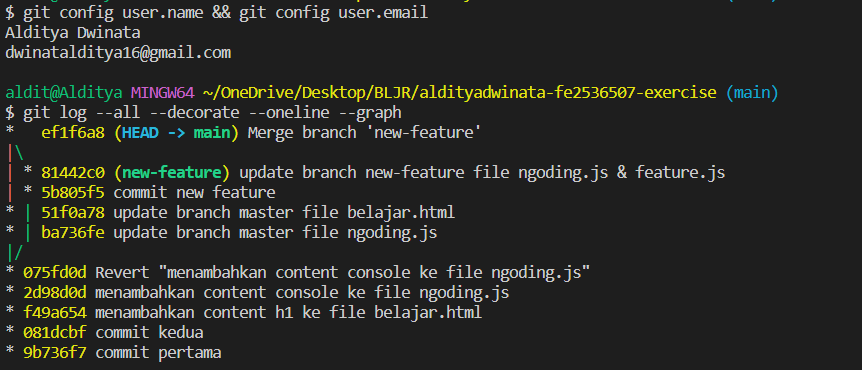 $ git config user.name && git config user.email
Alditya Dwinata
dwinatalditya16@gmail.com
aldit@Alditya MINGW64 ~/OneDrive/Desktop/BLJR/aldityadwinata-fe2536507-exercise (main)
$ git log --all --decorate --oneline --graph
*   ef1f6a8 (HEAD -> main) Merge branch 'new-feature'
|\
| * 81442c0 (new-feature) update branch new-feature file ngoding.js & feature.js
| * 5b805f5 commit new feature
* | 51f0a78 update branch master file belajar.html
* | ba736fe update branch master file ngoding.js
|/
* 075fd0d Revert "menambahkan content console ke file ngoding.js"
* 2d98d0d menambahkan content console ke file ngoding.js
* f49a654 menambahkan content h1 ke file belajar.html
* 081dcbf commit kedua
* 9b736f7 commit pertama